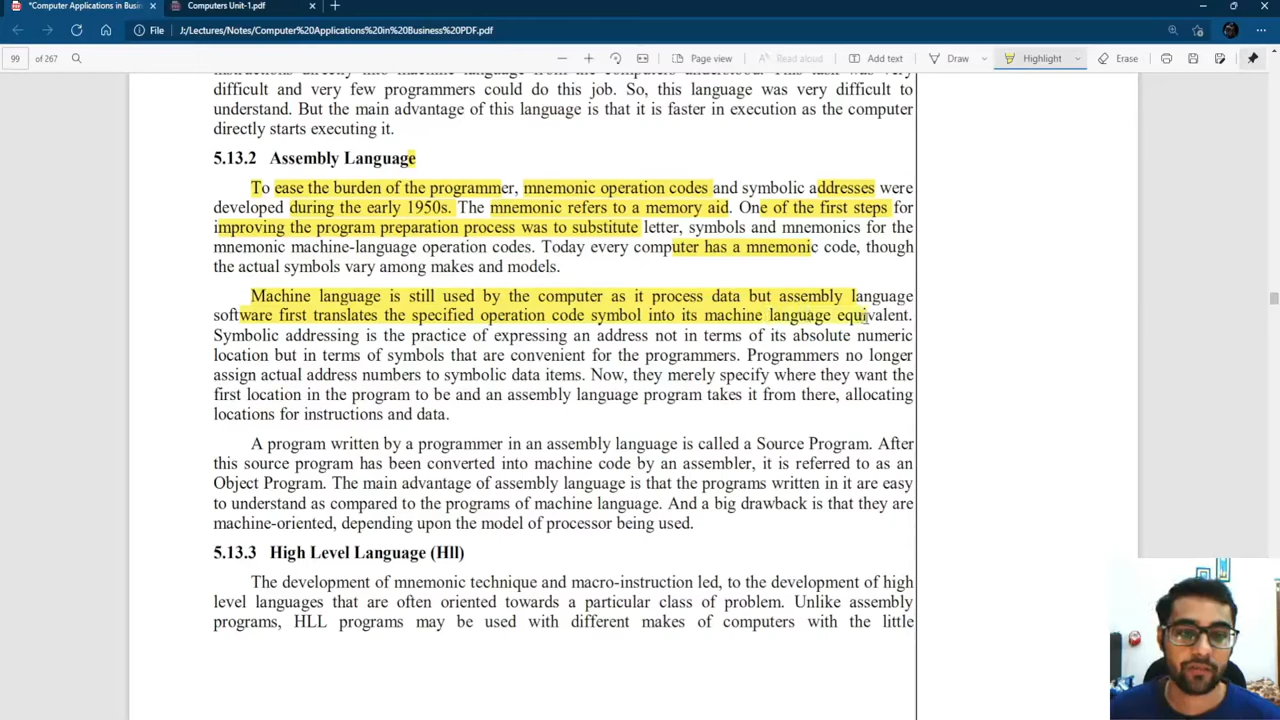 *Computer Applications in Busin
Computers Unit-1.pdf
File
J:/Lectures/Notes/Computer%20Applications%20in%20Business%20PDF.pdf
99
of 267
Page view
Read aloud
Add text
Draw
Highlight
Erase
instructions directly into machine language from the computers understood. This task was very
difficult and very few programmers could do this job. So, this language was very difficult to
understand. But the main advantage of this language is that it is faster in execution as the computer
directly starts executing it.
5.13.2 Assembly Language
To ease the burden of the programmer, mnemonic operation codes and symbolic addresses were
developed during the early 1950s. The mnemonic refers to a memory aid. One of the first steps for
improving the program preparation process was to substitute letter, symbols and mnemonics for the
mnemonic machine-language operation codes. Today every computer has a mnemonic code, though
the actual symbols vary among makes and models.
Machine language is still used by the computer as it process data but assembly language
software first translates the specified operation code symbol into its machine language equivalent.
Symbolic addressing is the practice of expressing an address not in terms of its absolute numeric
location but in terms of symbols that are convenient for the programmers. Programmers no longer
assign actual address numbers to symbolic data items. Now, they merely specify where they want the
first location in the program to be and an assembly language program takes it from there, allocating
locations for instructions and data.
A program written by a programmer in an assembly language is called a Source Program. After
this source program has been converted into machine code by an assembler, it is referred to as an
Object Program. The main advantage of assembly language is that the programs written in it are easy
to understand as compared to the programs of machine language. And a big drawback is that they are
machine-oriented, depending upon the model of processor being used.
5.13.3 High Level Language (Hll)
The development of mnemonic technique and macro-instruction led, to the development of high
level languages that are often oriented towards a particular class of problem. Unlike assembly
programs, HLL programs may be used with different makes of computers with the little